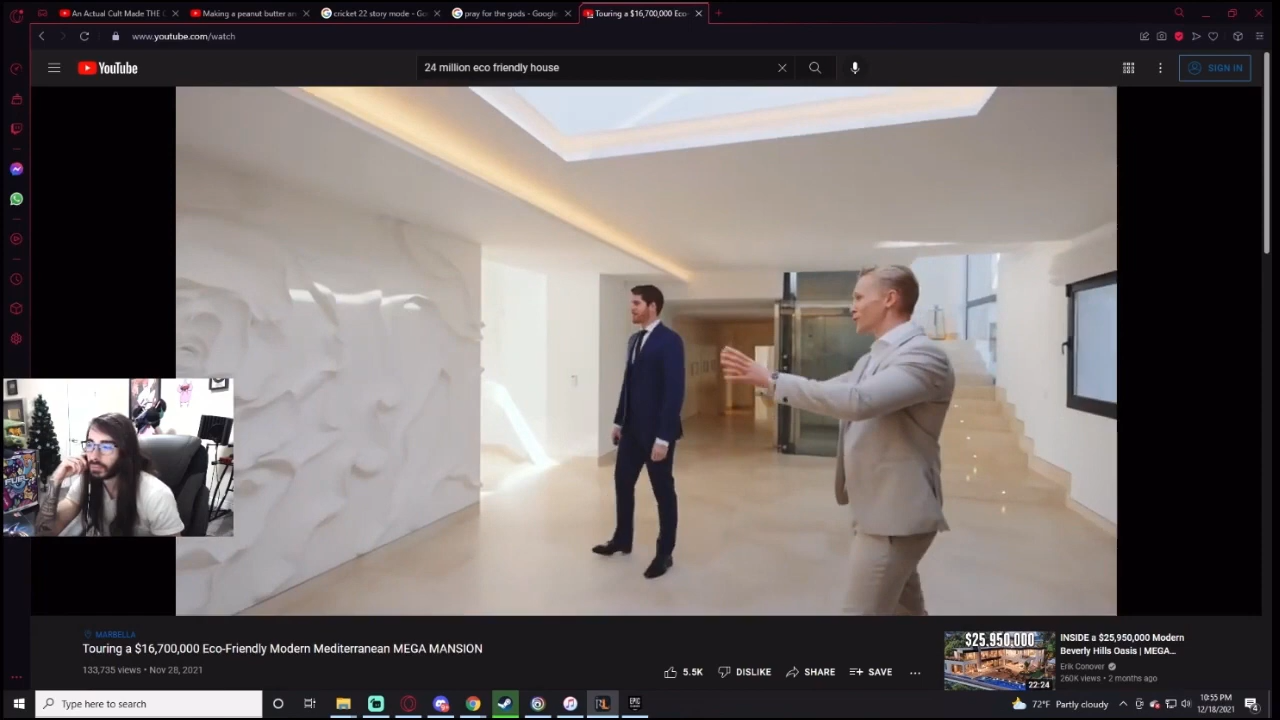 An Actual Cult Made THE
Making a peanut butter an
cricket 22 story mode - Go
pray for the gods - Google
Touring a $16,700,000 Eco-
www.youtube.com/watch
YouTube
24 million eco friendly house
SIGN IN
MARBELLA
Touring a $16,700,000 Eco-Friendly Modern Mediterranean MEGA MANSION
133,735 views • Nov 28, 2021
5.5K
DISLIKE
SHARE
SAVE
$25,950,000
22:24
INSIDE a $25,950,000 Modern
Beverly Hills Oasis | MEGA...
Erik Conover
260K views • 2 months ago
Type here to search
EPIC
72°F Partly cloudy
10:55 PM
12/18/2021